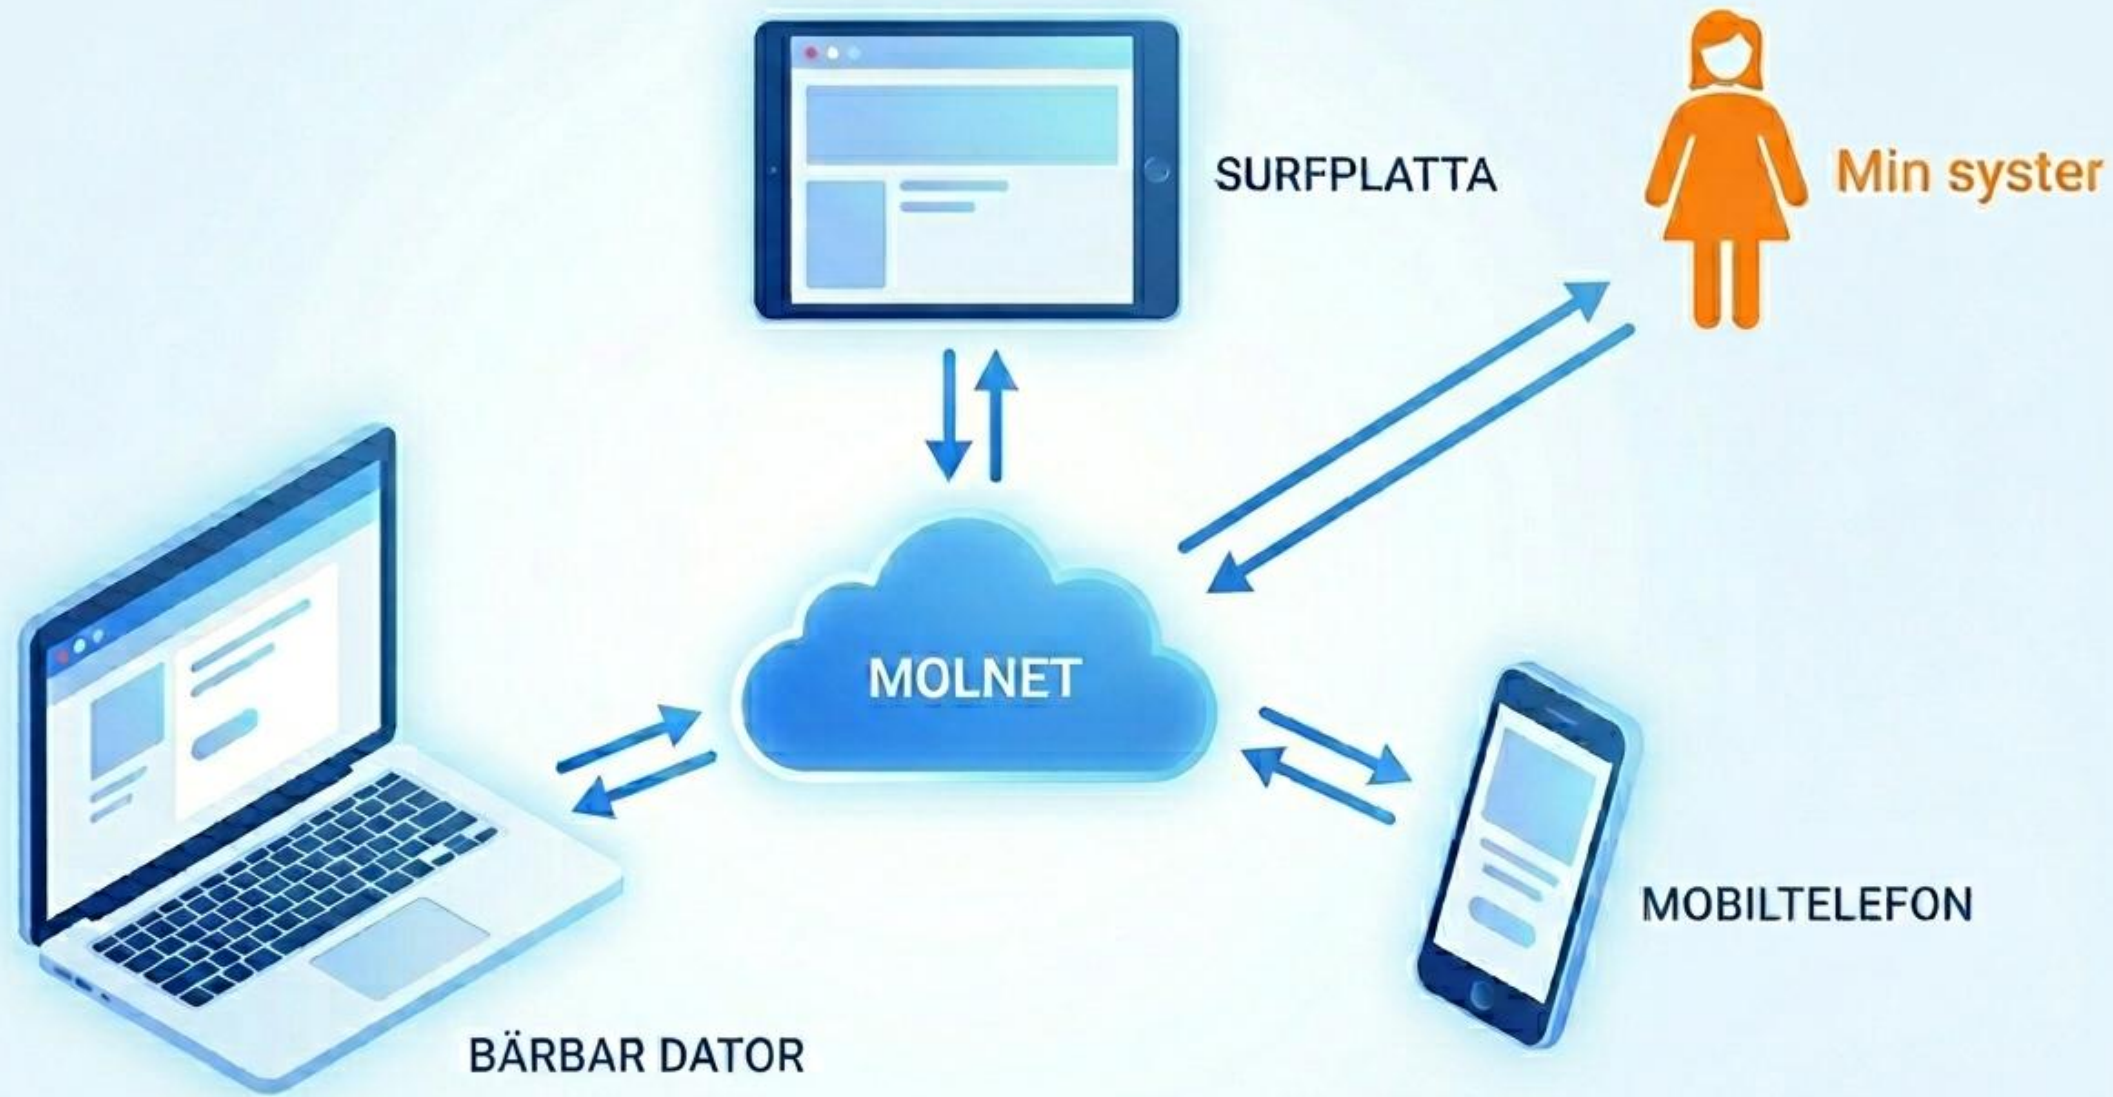 SURFPLATTA
Min syster
MOLNET
MOBILTELEFON
BÄRBAR DATOR